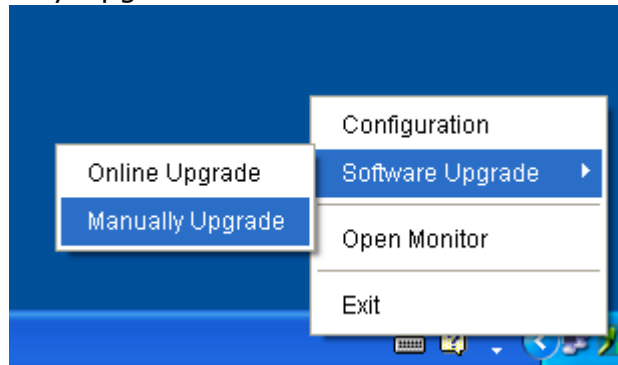 Configuration
Online Upgrade
Software Upgrade
Manually Upgrade
Open Monitor
Exit